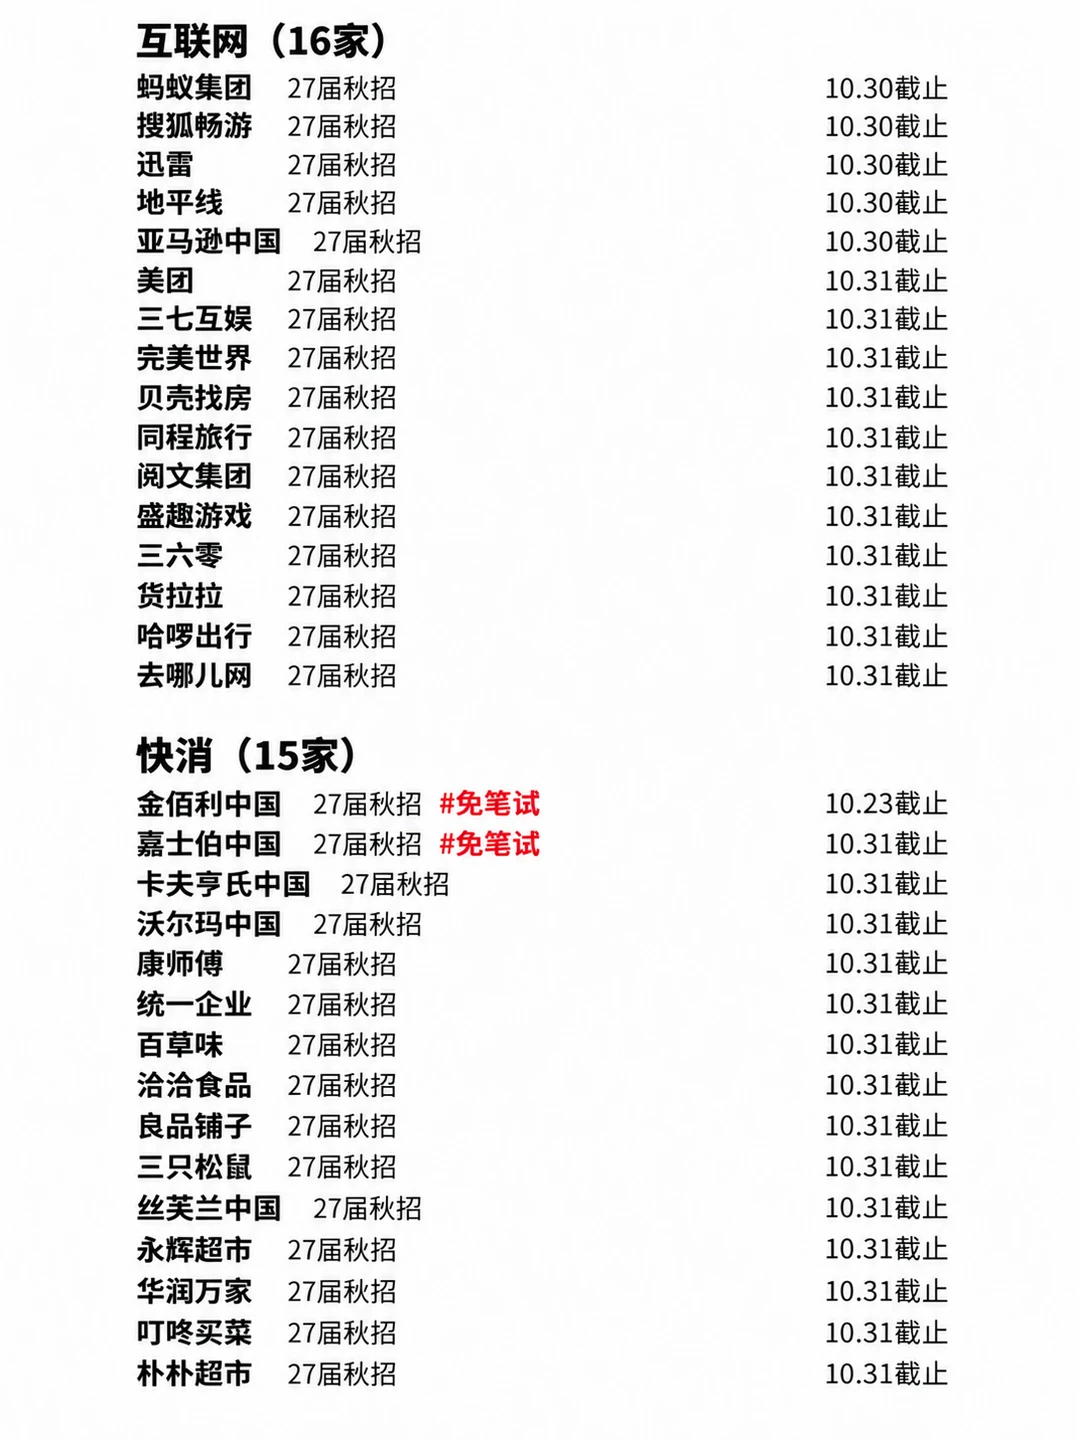 互联网（16家）
蚂蚁集团 27届秋招 10.30截止
搜狐畅游 27届秋招 10.30截止
迅雷 27届秋招 10.30截止
地平线 27届秋招 10.30截止
亚马逊中国 27届秋招 10.30截止
美团 27届秋招 10.31截止
三七互娱 27届秋招 10.31截止
完美世界 27届秋招 10.31截止
贝壳找房 27届秋招 10.31截止
同程旅行 27届秋招 10.31截止
阅文集团 27届秋招 10.31截止
盛趣游戏 27届秋招 10.31截止
三六零 27届秋招 10.31截止
货拉拉 27届秋招 10.31截止
哈啰出行 27届秋招 10.31截止
去哪儿网 27届秋招 10.31截止
快消（15家）
金佰利中国 27届秋招 #免笔试 10.23截止
嘉士伯中国 27届秋招 #免笔试 10.31截止
卡夫亨氏中国 27届秋招 10.31截止
沃尔玛中国 27届秋招 10.31截止
康师傅 27届秋招 10.31截止
统一企业 27届秋招 10.31截止
百草味 27届秋招 10.31截止
洽洽食品 27届秋招 10.31截止
良品铺子 27届秋招 10.31截止
三只松鼠 27届秋招 10.31截止
丝芙兰中国 27届秋招 10.31截止
永辉超市 27届秋招 10.31截止
华润万家 27届秋招 10.31截止
叮咚买菜 27届秋招 10.31截止
朴朴超市 27届秋招 10.31截止